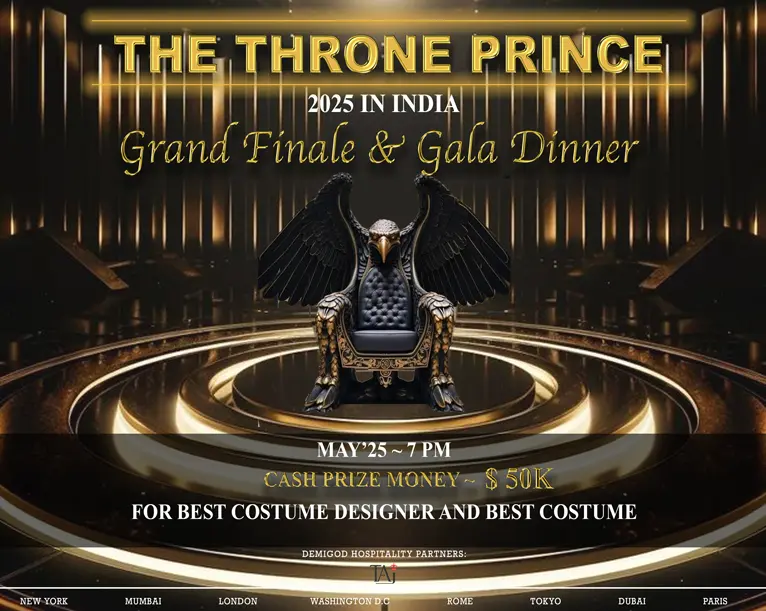 THE THRONE PRINCE
2025 IN INDIA
Grand Finale & Gala Dinner
MAY'25 ~ 7 PM
CASH PRIZE MONEY ~ $ 50K
FOR BEST COSTUME DESIGNER AND BEST COSTUME
DEMIGOD HOSPITALITY PARTNERS:
TAj
NEW YORK MUMBAI LONDON WASHINGTON D.C ROME TOKYO DUBAI PARIS